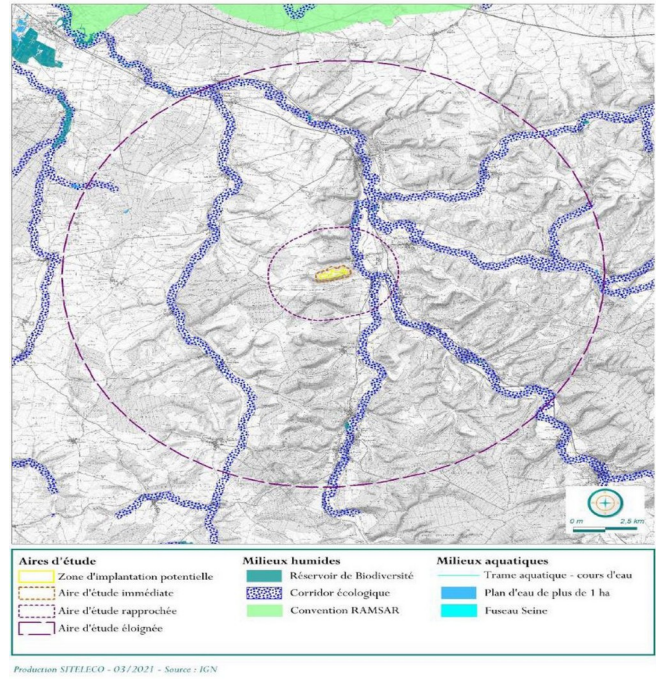 0 m 2,5 km
Aires d'étude
Zone d'implantation potentielle
Aire d'étude immédiate
Aire d'étude rapprochée
Aire d'étude éloignée
Milieux humides
Réservoir de Biodiversité
Corridor écologique
Convention RAMSAR
Milieux aquatiques
Trame aquatique - cours d'eau
Plan d'eau de plus de 1 ha
Fuseau Seine
Production SITELECO - 03/2021 - Source : IGN